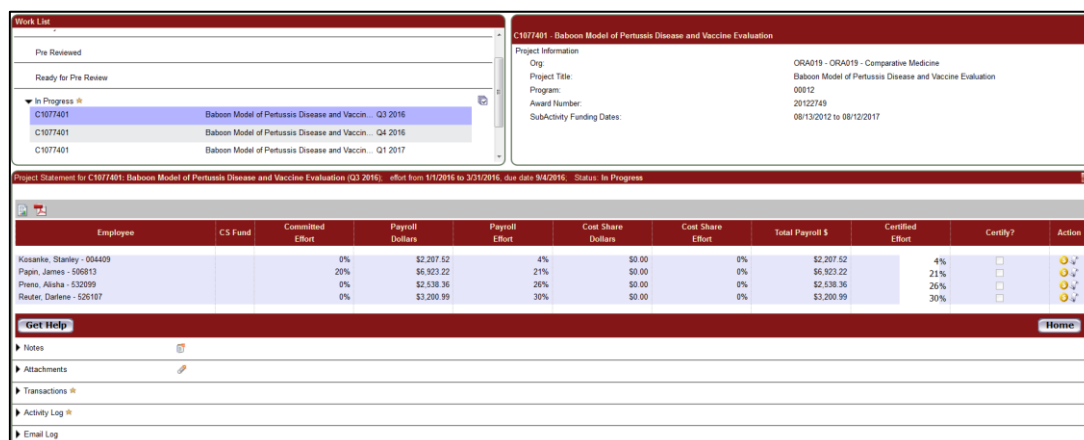 Work List
Pre Reviewed
Ready for Pre Review
In Progress
C1077401 Baboon Model of Pertussis Disease and Vaccin... Q3 2016
C1077401 Baboon Model of Pertussis Disease and Vaccin... Q4 2016
C1077401 Baboon Model of Pertussis Disease and Vaccin... Q1 2017
C1077401 - Baboon Model of Pertussis Disease and Vaccine Evaluation
Project Information
Org: ORA019 - ORA019 - Comparative Medicine
Project Title: Baboon Model of Pertussis Disease and Vaccine Evaluation
Program: 00012
Award Number: 20122749
SubActivity Funding Dates: 08/13/2012 to 08/12/2017
Project Statement for C1077401: Baboon Model of Pertussis Disease and Vaccine Evaluation (Q3 2016); effort from 1/1/2016 to 3/31/2016, due date 9/4/2016; Status: In Progress
Employee CS Fund Committed Effort Payroll Dollars Payroll Effort Cost Share Dollars Cost Share Effort Total Payroll $ Certified Effort Certify? Action
Kosanke, Stanley - 004409 0% $2,207.52 4% $0.00 0% $2,207.52 4%
Papin, James - 506813 20% $6,923.22 21% $0.00 0% $6,923.22 21%
Preno, Alisha - 532099 0% $2,538.36 26% $0.00 0% $2,538.36 26%
Reuter, Darlene - 526107 0% $3,200.99 30% $0.00 0% $3,200.99 30%
Get Help Home
Notes
Attachments
Transactions
Activity Log
Email Log